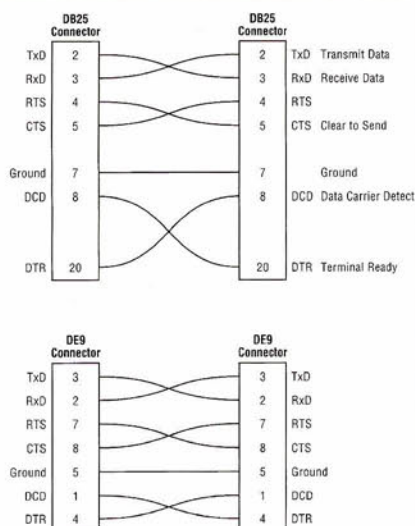 DB25 Connector DB25 Connector
TxD 2 2 TxD Transmit Data
RxD 3 3 RxD Receive Data
RTS 4 4 RTS
CTS 5 5 CTS Clear to Send
Ground 7 7 Ground
DCD 8 8 DCD Data Carrier Detect
DTR 20 20 DTR Terminal Ready
DE9 Connector DE9 Connector
TxD 3 3 TxD
RxD 2 2 RxD
RTS 7 7 RTS
CTS 8 8 CTS
Ground 5 5 Ground
DCD 1 1 DCD
DTR 4 4 DTR